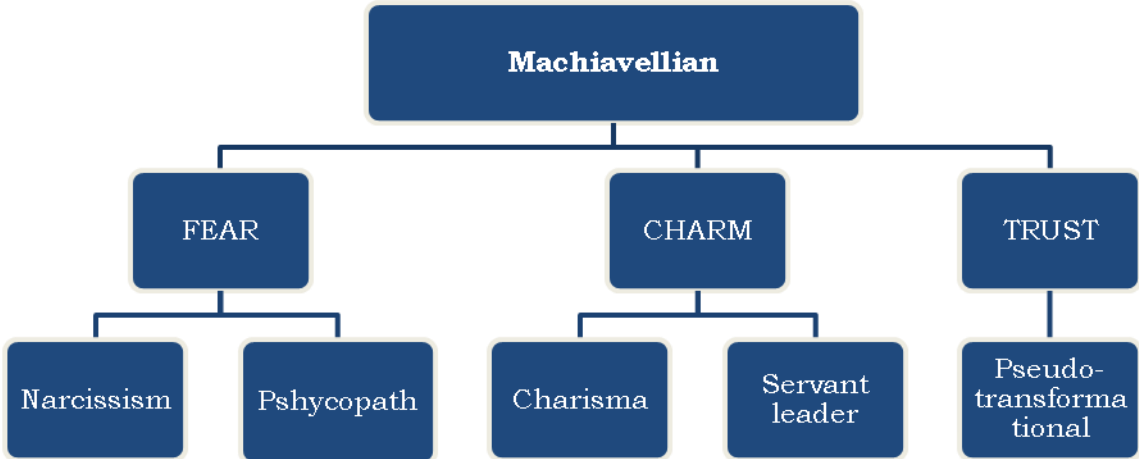 Machiavellian
FEAR
CHARM
TRUST
Narcissism
Pshycopath
Charisma
Servant
leader
Pseudo-
transforma
tional